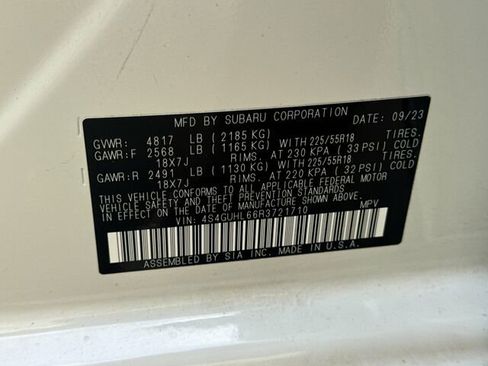 MFD BY SUBARU CORPORATION DATE: 09/23
GVWR: 4817 LB (2185 KG)
GAWR:F 2568 LB (1165 KG) WITH 225/55R18 TIRES.
18X7J RIMS. AT 230 KPA (33 PSI) COLD
GAWR:R 2491 LB (1130 KG) WITH 225/55R18 TIRES.
18X7J RIMS. AT 220 KPA (32 PSI) COLD
THIS VEHICLE CONFORMS TO ALL APPLICABLE FEDERAL MOTOR
VEHICLE SAFETY AND THEFT PREVENTION STANDARDS
IN EFFECT ON THE DATE OF MANUFACTURE SHOWN ABOVE.
VIN: 4S4GUHL66R3721710 MPV
ASSEMBLED BY SIA INC. MADE IN U.S.A.